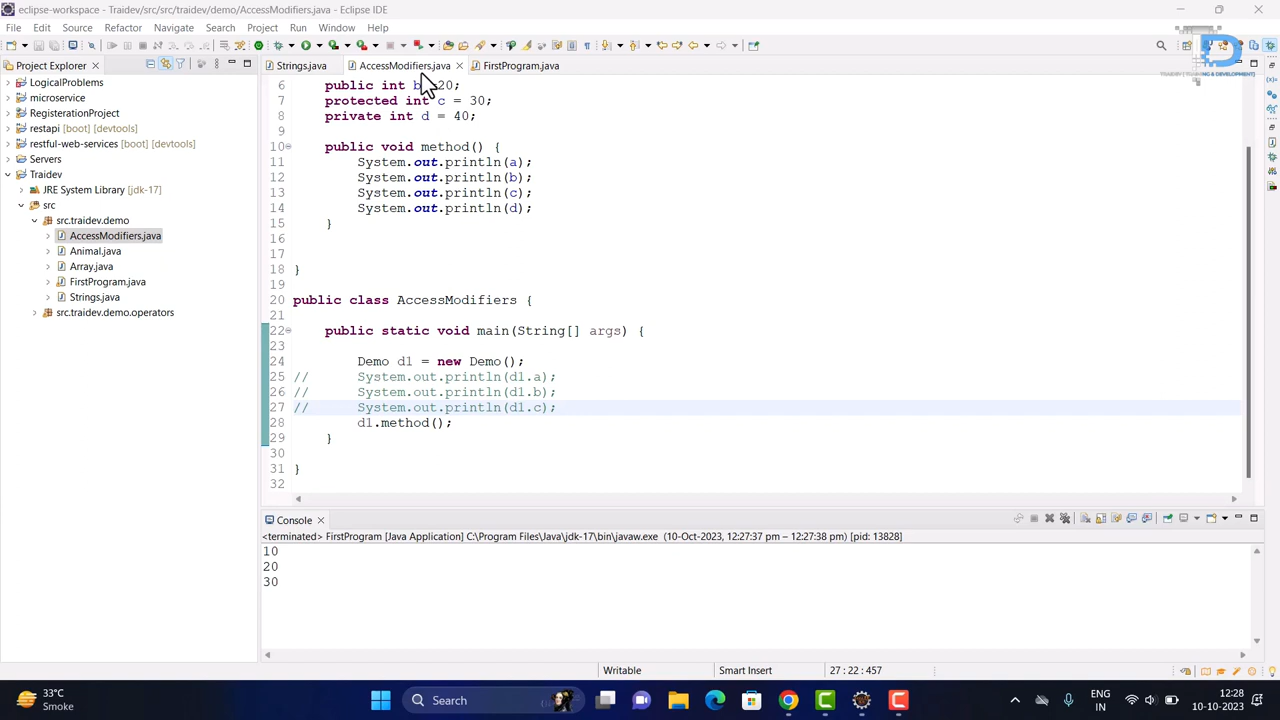 eclipse-workspace - Traidev/src/src/traidev/demo/AccessModifiers.java - Eclipse IDE
File Edit Source Refactor Navigate Search Project Run Window Help
TRAIDEV [ TRAINING & DEVELOPMENT ]
Project Explorer
Strings.java AccessModifiers.java FirstProgram.java
LogicalProblems
microservice
RegisterationProject
restapi [boot] [devtools]
restful-web-services [boot] [devtools]
Servers
Traidev
JRE System Library [jdk-17]
src
src.traidev.demo
AccessModifiers.java
Animal.java
Array.java
FirstProgram.java
Strings.java
src.traidev.demo.operators
6 public int b 20;
7 protected int c = 30;
8 private int d = 40;
9
10 public void method() {
11 System.out.println(a);
12 System.out.println(b);
13 System.out.println(c);
14 System.out.println(d);
15 }
16
17
18 }
19
20 public class AccessModifiers {
21
22 public static void main(String[] args) {
23
24 Demo d1 = new Demo();
25 // System.out.println(d1.a);
26 // System.out.println(d1.b);
27 // System.out.println(d1.c);
28 d1.method();
29 }
30
31 }
32
Console
<terminated> FirstProgram [Java Application] C:\Program Files\Java\jdk-17\bin\javaw.exe (10-Oct-2023, 12:27:37 pm – 12:27:38 pm) [pid: 13828]
10
20
30
Writable Smart Insert 27 : 22 : 457
33°C
Smoke
Search
ENG
IN
12:28
10-10-2023